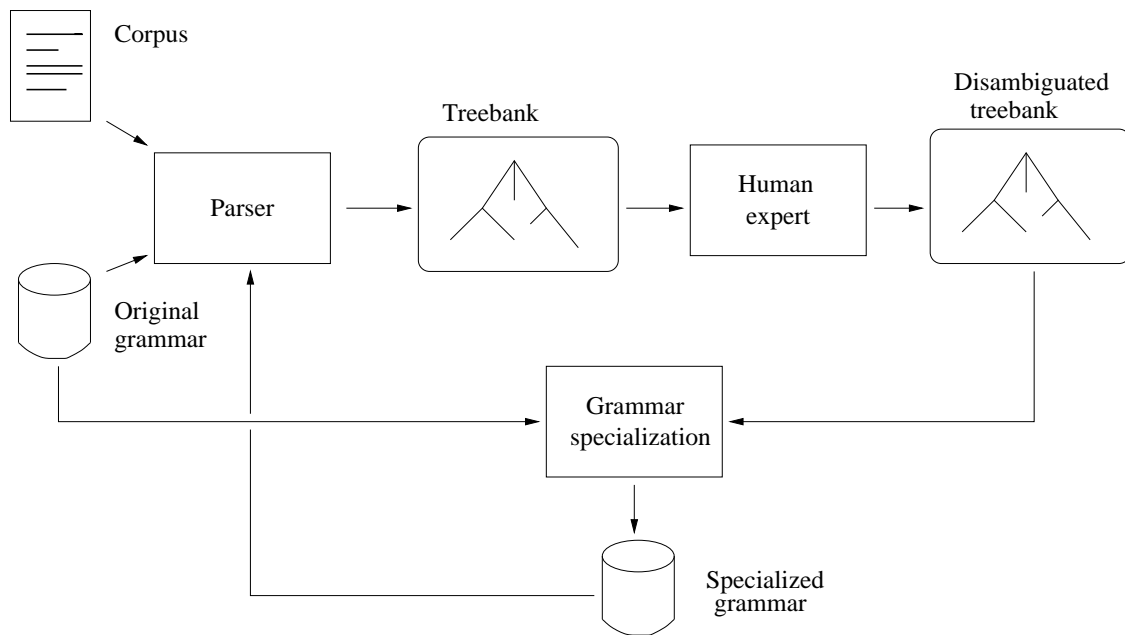 Corpus
Disambiguated
treebank
Treebank
Parser
Human
expert
Original
grammar
Grammar
specialization
Specialized
grammar